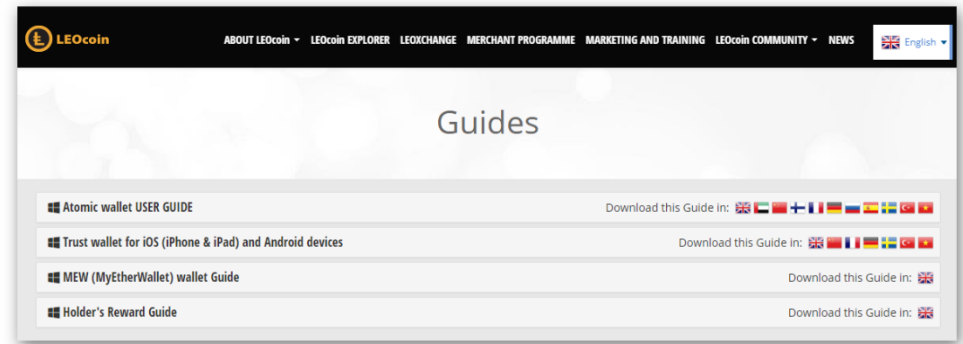 LEOcoin ABOUT LEOcoin LEOcoin EXPLORER LEOXCHANGE MERCHANT PROGRAMME MARKETING AND TRAINING LEOcoin COMMUNITY NEWS English
Guides
Atomic wallet USER GUIDE Download this Guide in:
Trust wallet for iOS (iPhone & iPad) and Android devices Download this Guide in:
MEW (MyEtherWallet) wallet Guide Download this Guide in:
Holder's Reward Guide Download this Guide in: